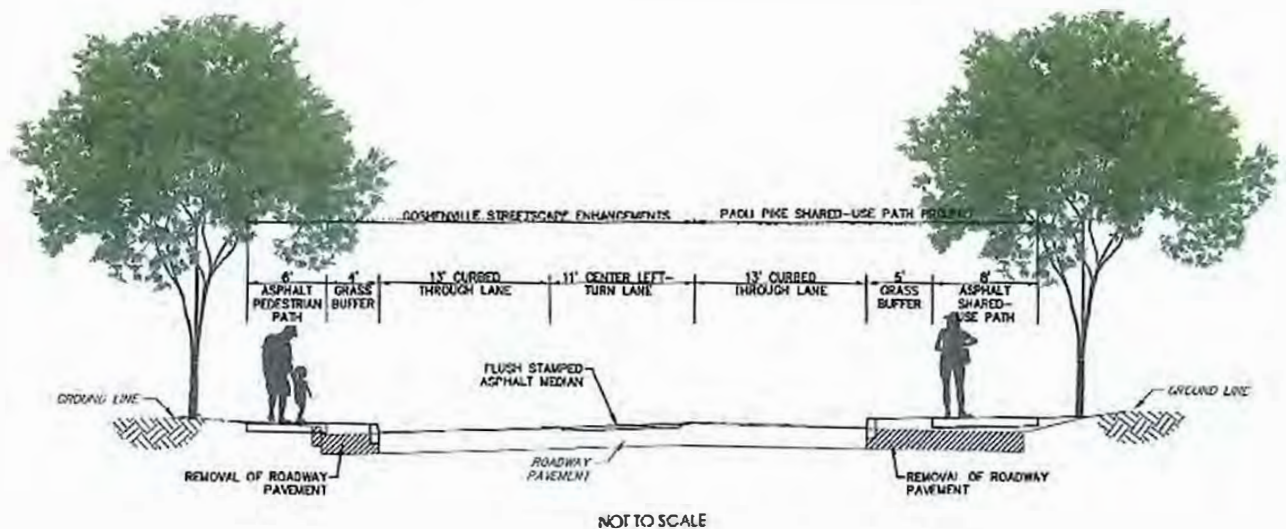 GOSHENVILLE STREETSCAPE ENHANCEMENTS
PAOLI PIKE SHARED-USE PATH PROJECT
6'
ASPHALT
PEDESTRIAN
PATH
4'
GRASS
BUFFER
13' CURBED
THROUGH LANE
11' CENTER LEFT-
TURN LANE
13' CURBED
THROUGH LANE
5'
GRASS
BUFFER
8'
ASPHALT
SHARED-
USE PATH
FLUSH STAMPED
ASPHALT MEDIAN
GROUND LINE
GROUND LINE
REMOVAL OF ROADWAY
PAVEMENT
ROADWAY
PAVEMENT
REMOVAL OF ROADWAY
PAVEMENT
NOT TO SCALE